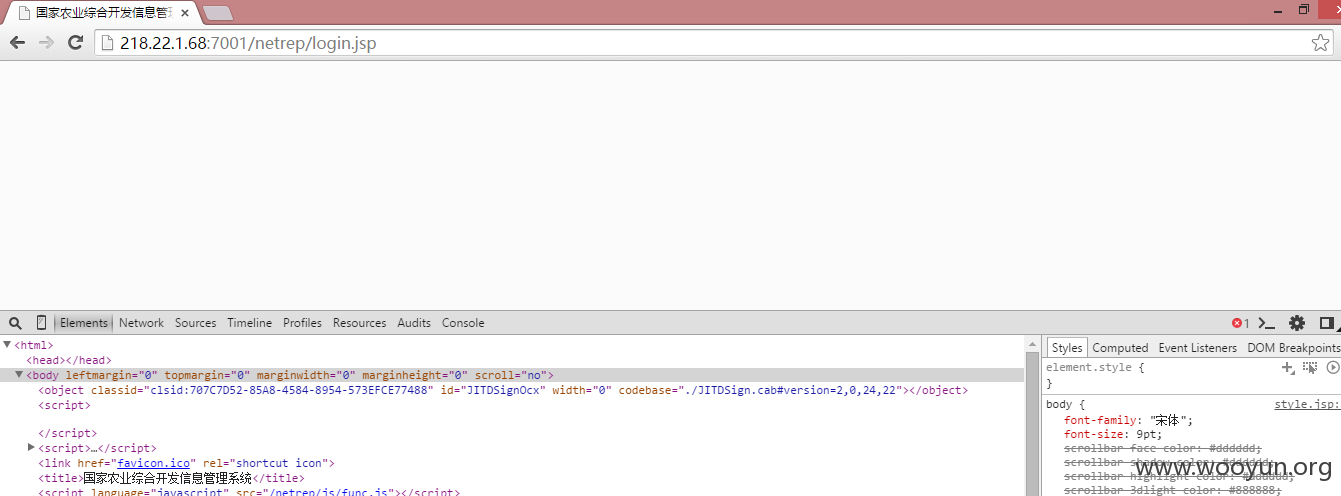 国家农业综合开发信息管理
218.22.1.68:7001/netrep/login.jsp
Elements Network Sources Timeline Profiles Resources Audits Console 1
<html>
<head></head>
<body leftmargin="0" topmargin="0" marginwidth="0" marginheight="0" scroll="no">
<object classid="clsid:707C7D52-85A8-4584-8954-573EFCE77488" id="JITDSignOcx" width="0" codebase="./JITDSign.cab#version=2,0,24,22"></object>
<script>
</script>
<script>…</script>
<link href="favicon.ico" rel="shortcut icon">
<title>国家农业综合开发信息管理系统</title>
<script language="javascript" src="/netrep/js/func.js"></script>
Styles Computed Event Listeners DOM Breakpoints
element.style {
}
body { style.jsp:
font-family: "宋体";
font-size: 9pt;
scrollbar-face-color: #dddddd;
scrollbar-shadow-color: #dddddd;
scrollbar-highlight-color: #dddddd;
scrollbar-3dlight-color: #888888;
www.wooyun.org